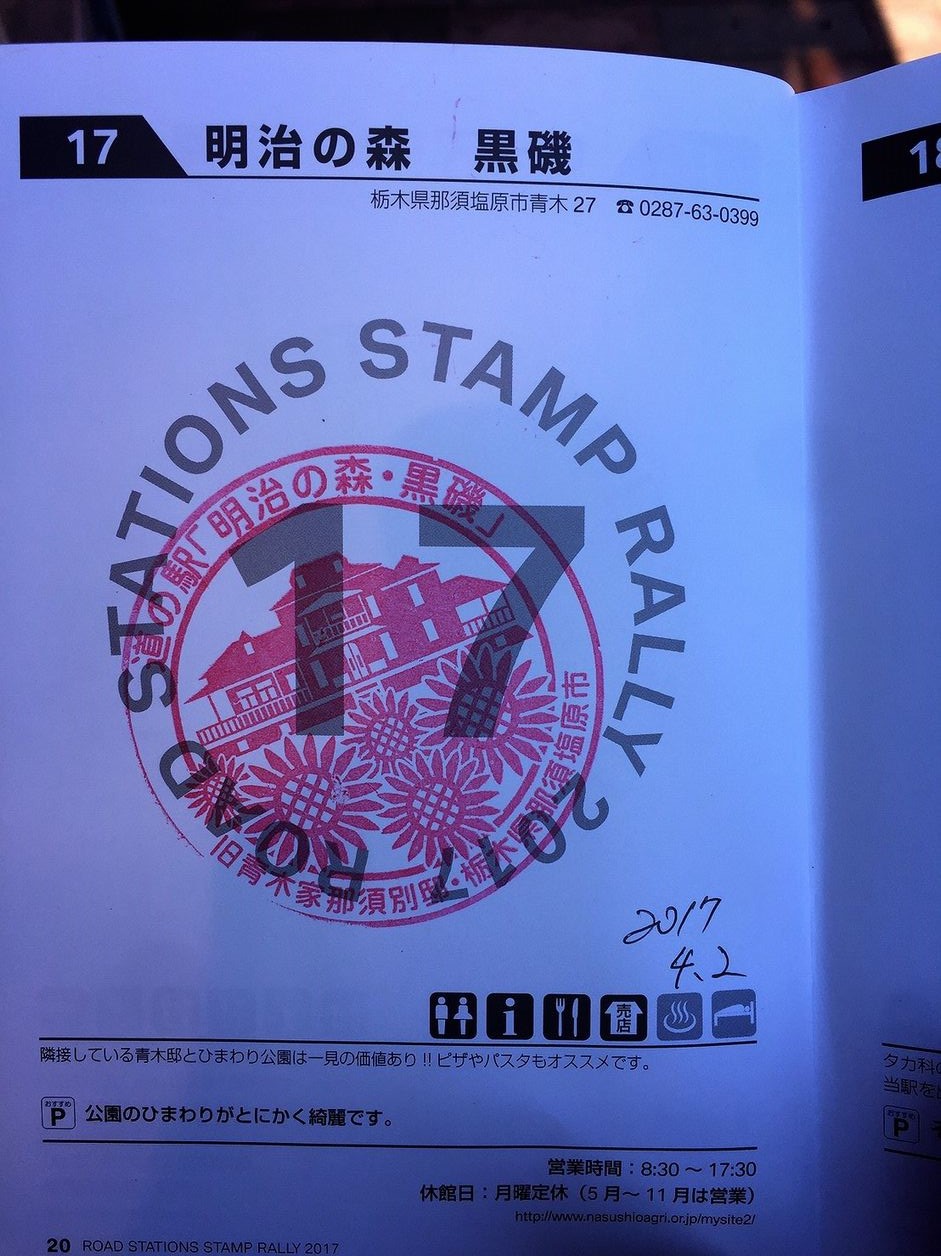 17 明治の森 黒磯
栃木県那須塩原市青木 27 ☎ 0287-63-0399
ROAD STATIONS STAMP RALLY 2017
17
道の駅「明治の森・黒磯」
旧青木家那須別邸・栃木県那須塩原市
2017
4.2
i
売店
隣接している青木邸とひまわり公園は一見の価値あり!!ピザやパスタもオススメです。
おすすめ
P 公園のひまわりがとにかく綺麗です。
営業時間:8:30 ~ 17:30
休館日:月曜定休(5 月~ 11 月は営業)
http://www.nasushioagri.or.jp/mysite2/
20 ROAD STATIONS STAMP RALLY 2017
タカ科
当駅を
おすすめ
P